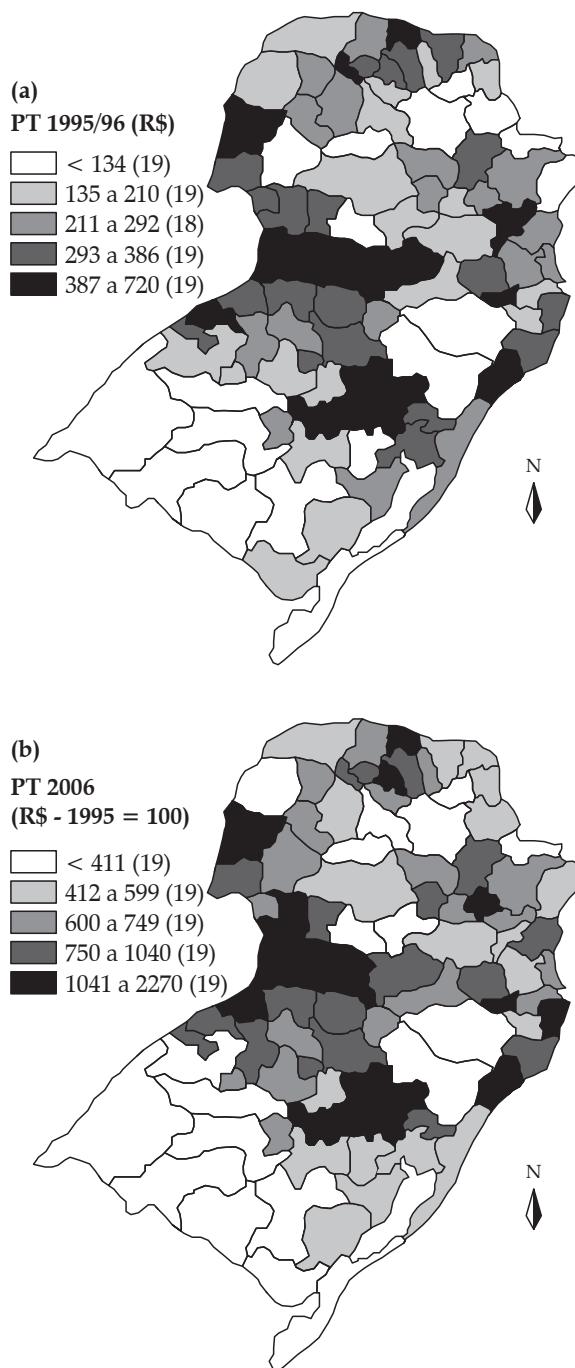 (a)
PT 1995/96 (R$)
< 134 (19)
135 a 210 (19)
211 a 292 (18)
293 a 386 (19)
387 a 720 (19)
N
(b)
PT 2006
(R$ - 1995 = 100)
< 411 (19)
412 a 599 (19)
600 a 749 (19)
750 a 1040 (19)
1041 a 2270 (19)
N